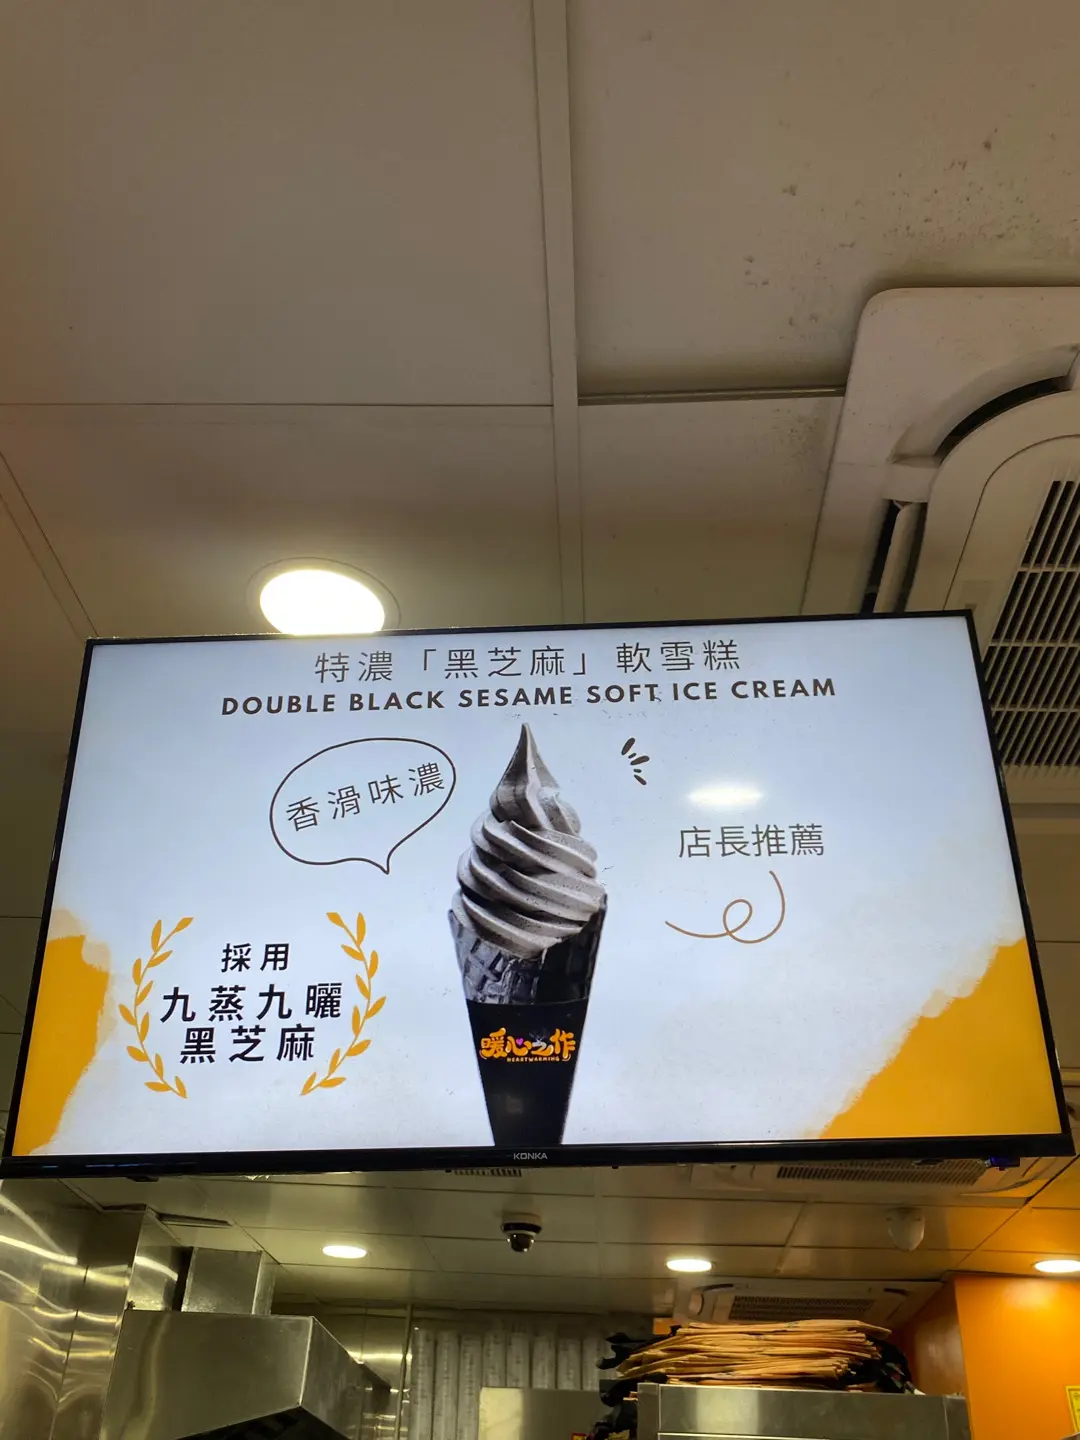 特濃「黑芝麻」軟雪糕
DOUBLE BLACK SESAME SOFT ICE CREAM
香滑味濃
店長推薦
採用
九蒸九曬
黑芝麻
暖心之作
HEARTWARMING
KONKA